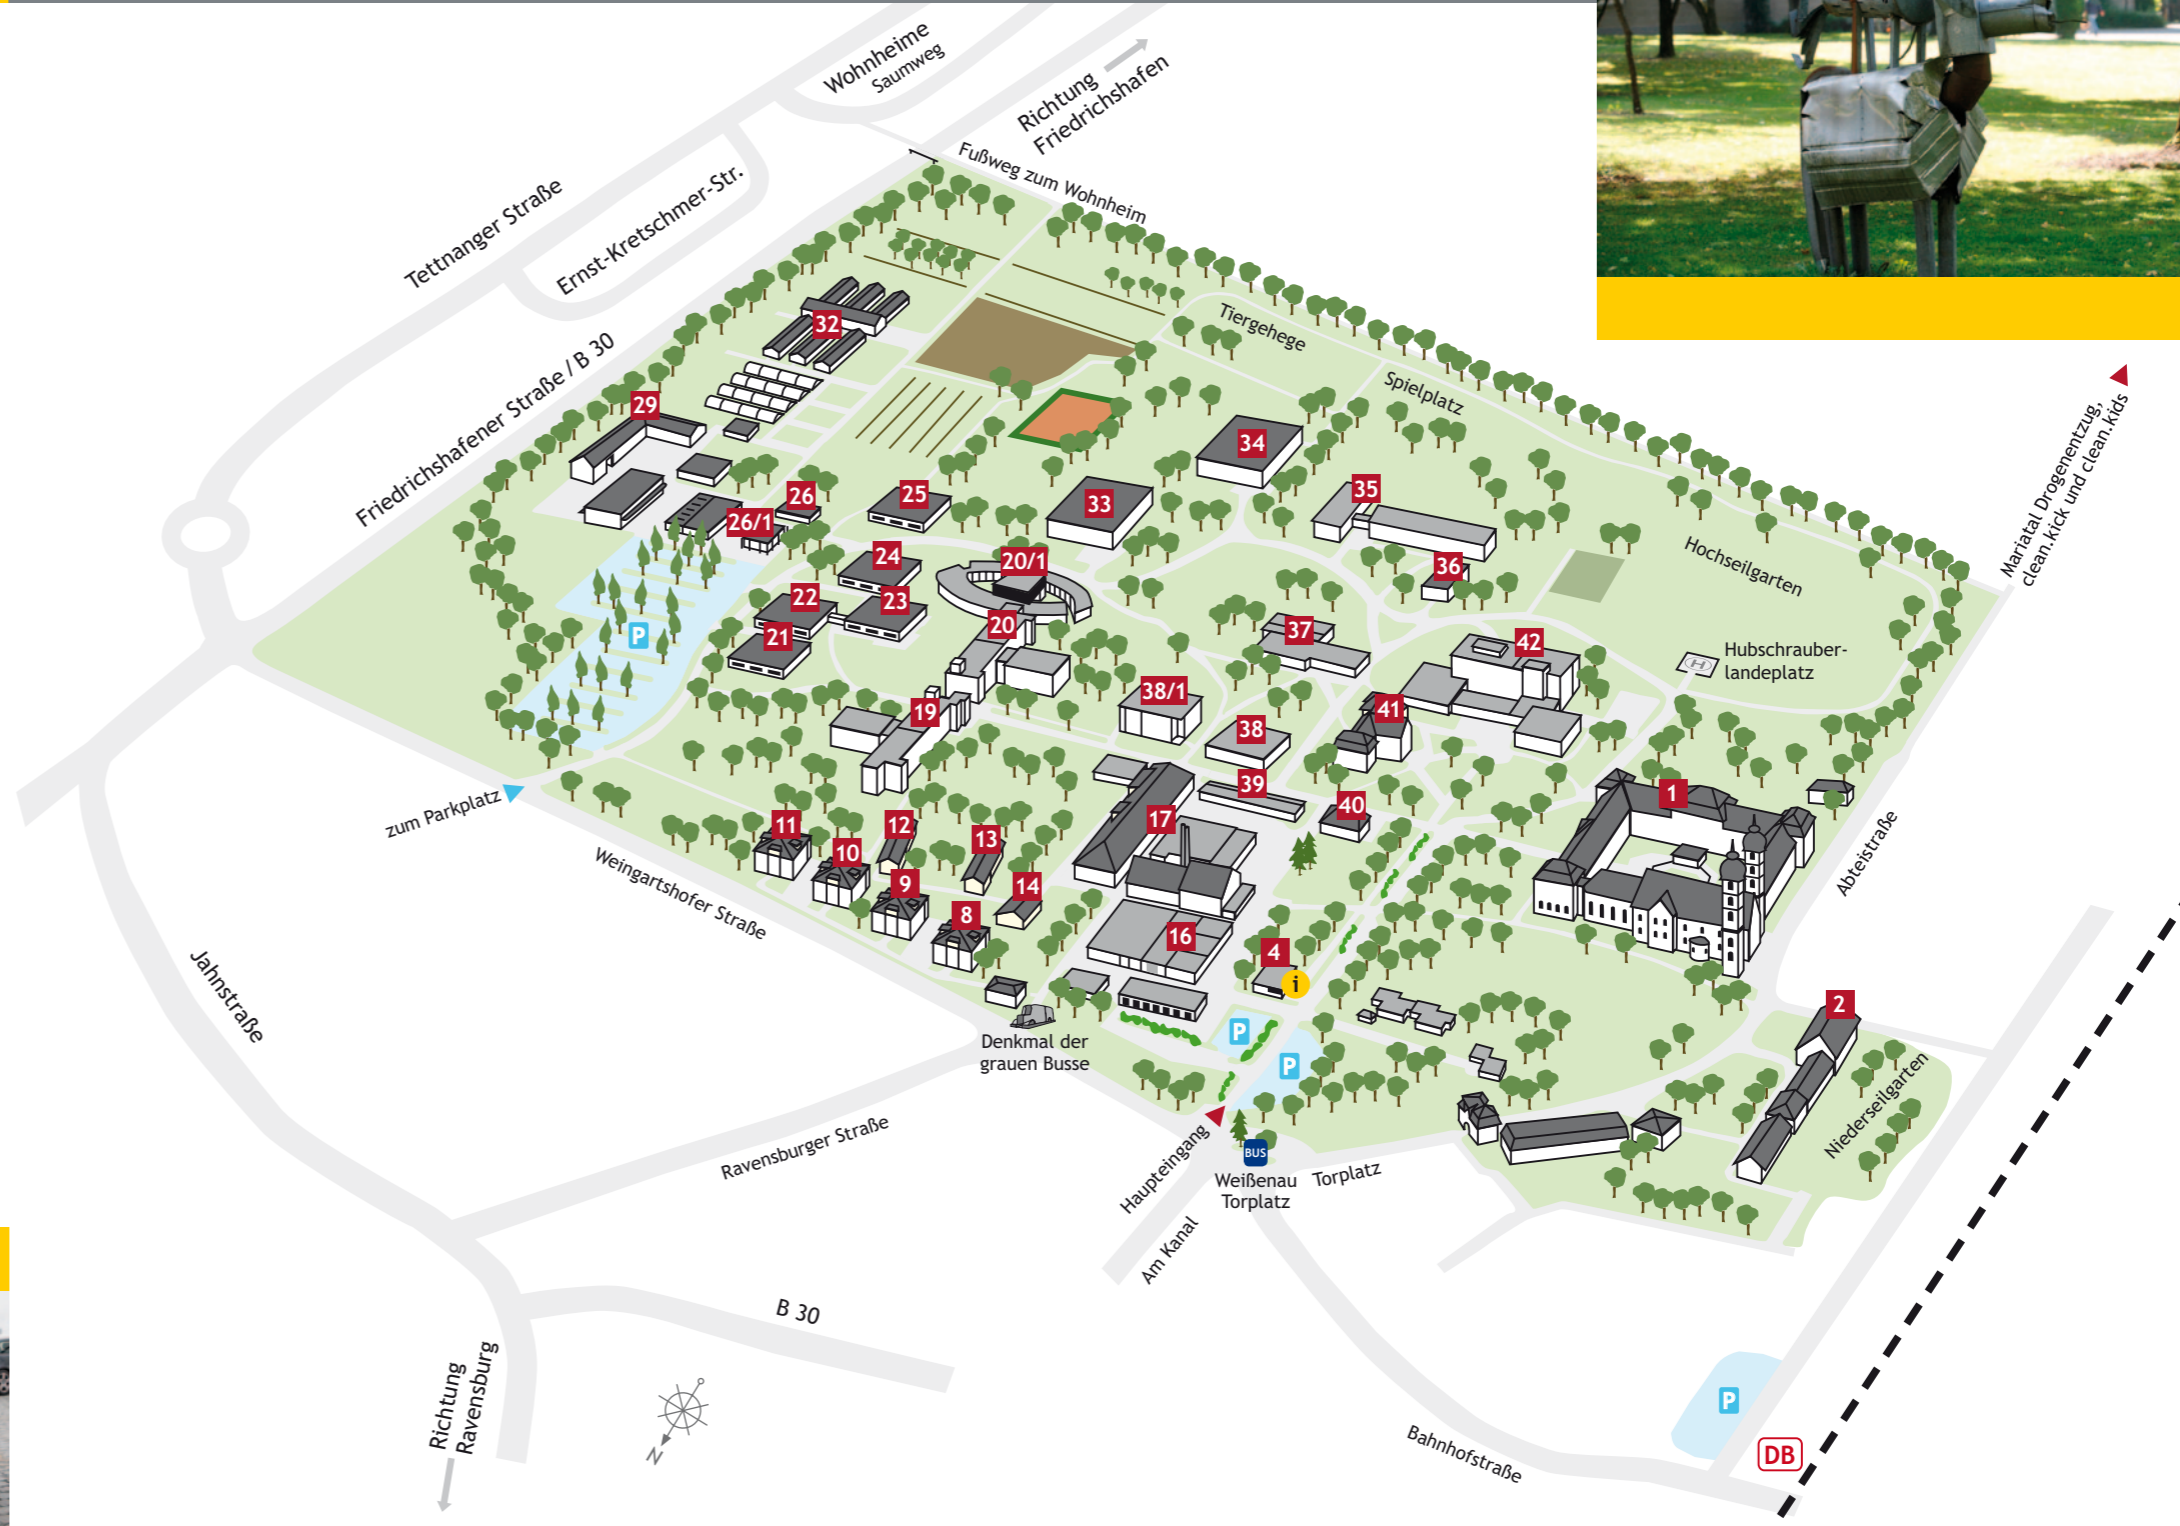 Wohnheime
Saumweg
Richtung
Friedrichshafen
Fußweg zum Wohnheim
Tettnanger Straße
Ernst-Kretschmer-Str.
Friedrichshafener Straße / B 30
Tiergehege
Spielplatz
Mariatal Drogenentzug,
clean.kick und clean.kids
Hochseilgarten
Hubschrauber-
landeplatz
H
32
29
34
35
33
25
26
26/1
24
20/1
36
22
23
21
20
37
42
P
38/1
41
19
38
39
40
1
17
11
12
13
10
9
14
8
16
4
i
2
zum Parkplatz
Weingartshofer Straße
Abteistraße
Jahnstraße
Denkmal der
grauen Busse
P
P
Niederseilgarten
Ravensburger Straße
Haupteingang
BUS
Weißenau
Torplatz
Torplatz
Am Kanal
B 30
Richtung
Ravensburg
N
Bahnhofstraße
P
DB